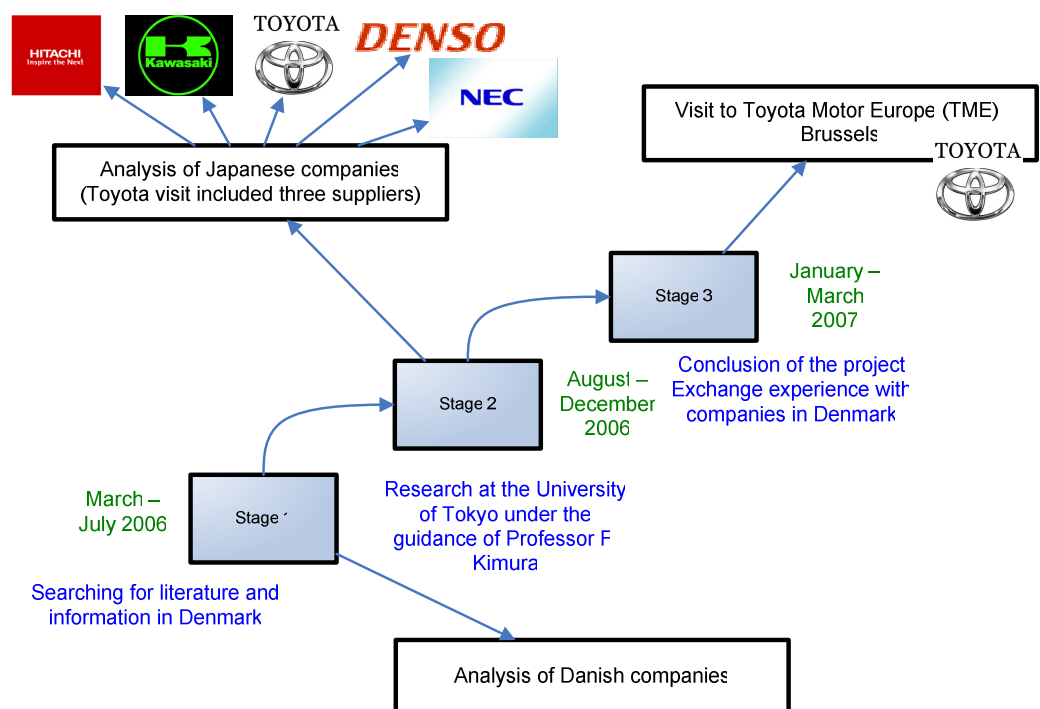 HITACHI
Inspire the Next
Kawasaki
TOYOTA
DENSO
NEC
Analysis of Japanese companies
(Toyota visit included three suppliers)
Visit to Toyota Motor Europe (TME)
Brussels
TOYOTA
Stage 3
January –
March
2007
Conclusion of the project
Exchange experience with
companies in Denmark
Stage 2
August –
December
2006
Research at the University
of Tokyo under the
guidance of Professor F
Kimura
Stage
March –
July 2006
Searching for literature and
information in Denmark
Analysis of Danish companies